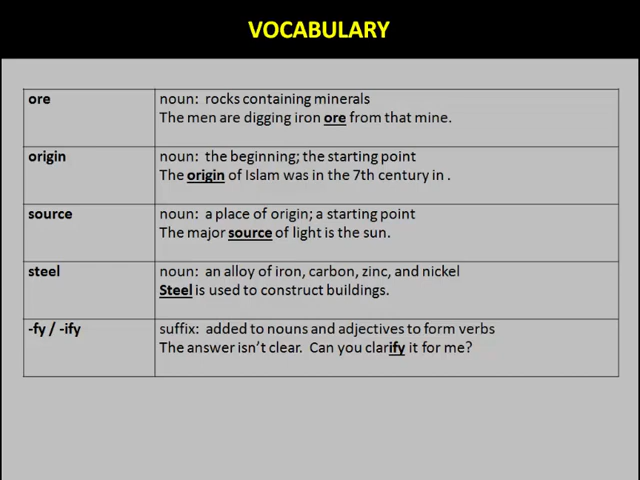 VOCABULARY
ore
noun: rocks containing minerals
The men are digging iron ore from that mine.
origin
noun: the beginning; the starting point
The origin of Islam was in the 7th century in .
source
noun: a place of origin; a starting point
The major source of light is the sun.
steel
noun: an alloy of iron, carbon, zinc, and nickel
Steel is used to construct buildings.
-fy / -ify
suffix: added to nouns and adjectives to form verbs
The answer isn’t clear. Can you clarify it for me?